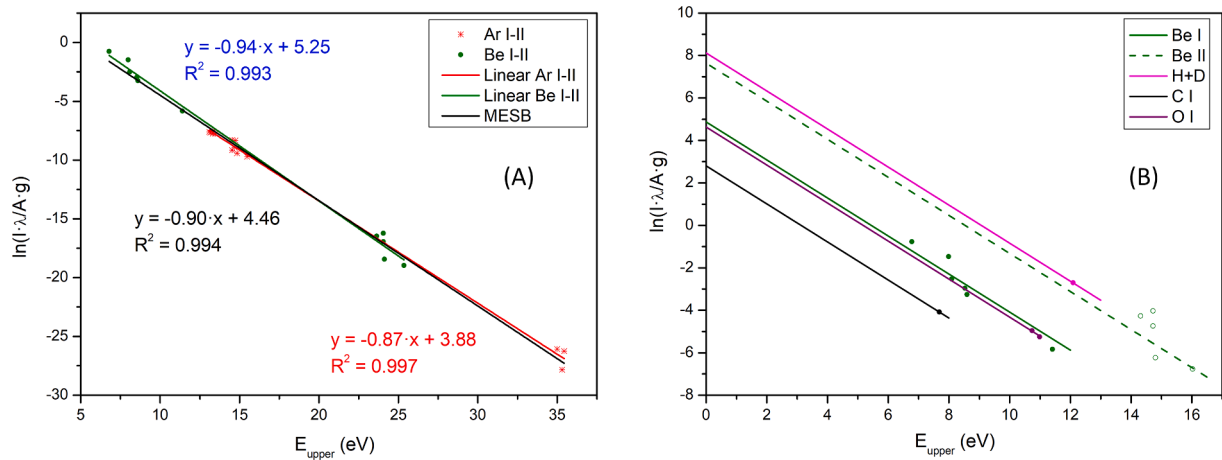 0
-5
-10
-15
-20
-25
-30
5
10
15
20
25
30
35
ln(I·λ/A·g)
E upper (eV)
y = -0.94·x + 5.25
R² = 0.993
y = -0.90·x + 4.46
R² = 0.994
y = -0.87·x + 3.88
R² = 0.997
Ar I-II
Be I-II
Linear Ar I-II
Linear Be I-II
MESB
(A)
10
8
6
4
2
0
-2
-4
-6
-8
0
2
4
6
8
10
12
14
16
ln(I·λ/A·g)
E upper (eV)
Be I
Be II
H+D
C I
O I
(B)